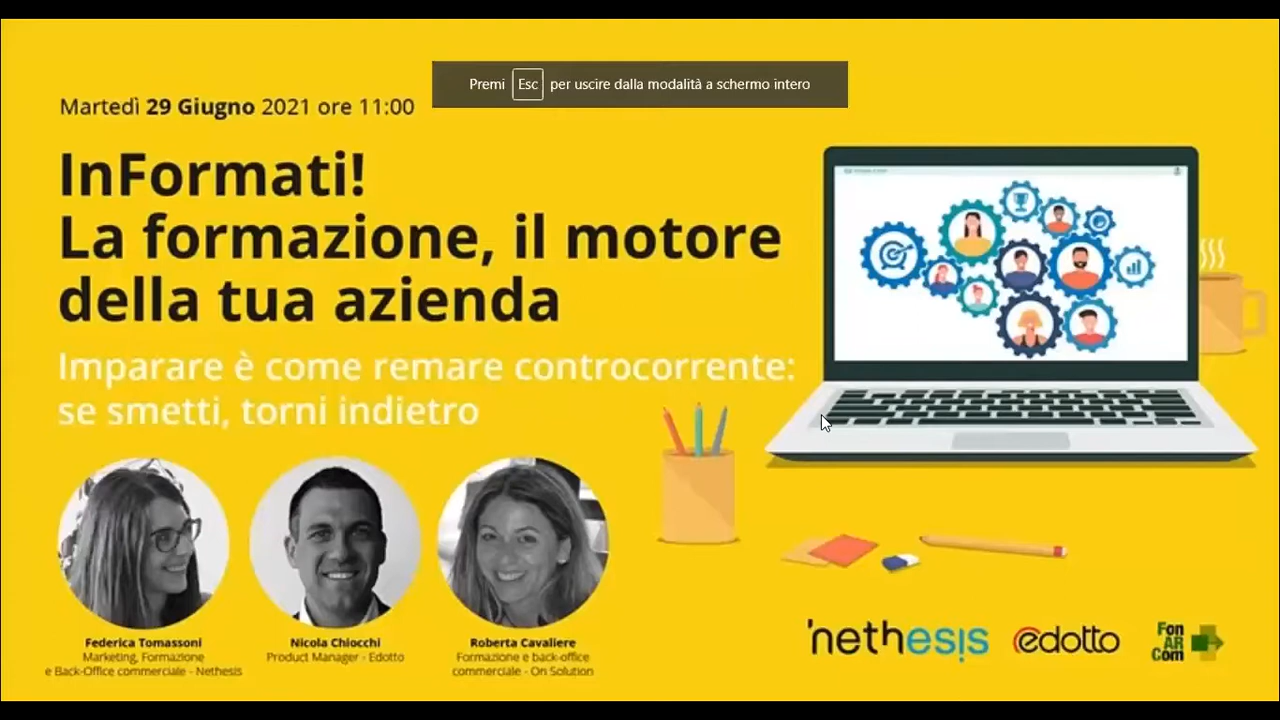 Premi Esc per uscire dalla modalità a schermo intero
Martedì 29 Giugno 2021 ore 11:00
InFormati!
La formazione, il motore
della tua azienda
Imparare è come remare controcorrente:
se smetti, torni indietro
Federica Tomassoni
Marketing, Formazione
e Back-Office commerciale - Nethesis
Nicola Chiocchi
Product Manager - Edotto
Roberta Cavaliere
Formazione e back-office
commerciale - On Solution
'nethesis
edotto
Fon
AR
Com